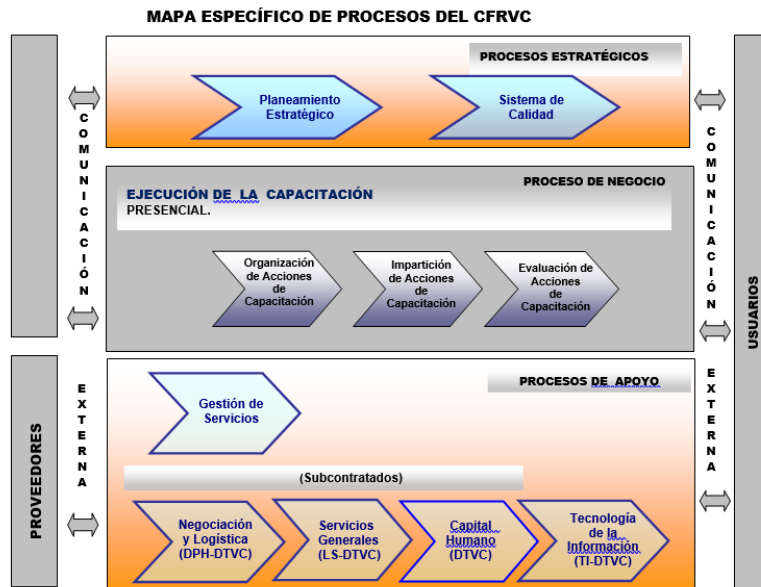 MAPA ESPECÍFICO DE PROCESOS DEL CFRVC
PROCESOS ESTRATÉGICOS
Planeamiento
Estratégico
Sistema de
Calidad
COMUNICACIÓN
COMUNICACIÓN
PROCESO DE NEGOCIO
EJECUCIÓN DE LA CAPACITACIÓN
PRESENCIAL.
Organización
de Acciones
de
Capacitación
Impartición
de Acciones
de
Capacitación
Evaluación de
Acciones
de
Capacitación
USUARIOS
PROVEEDORES
EXTERNA
EXTERNA
PROCESOS DE APOYO
Gestión de
Servicios
(Subcontratados)
Negociación
y Logística
(DPH-DTVC)
Servicios
Generales
(LS-DTVC)
Capital
Humano
(DTVC)
Tecnología
de la
Información
(TI-DTVC)